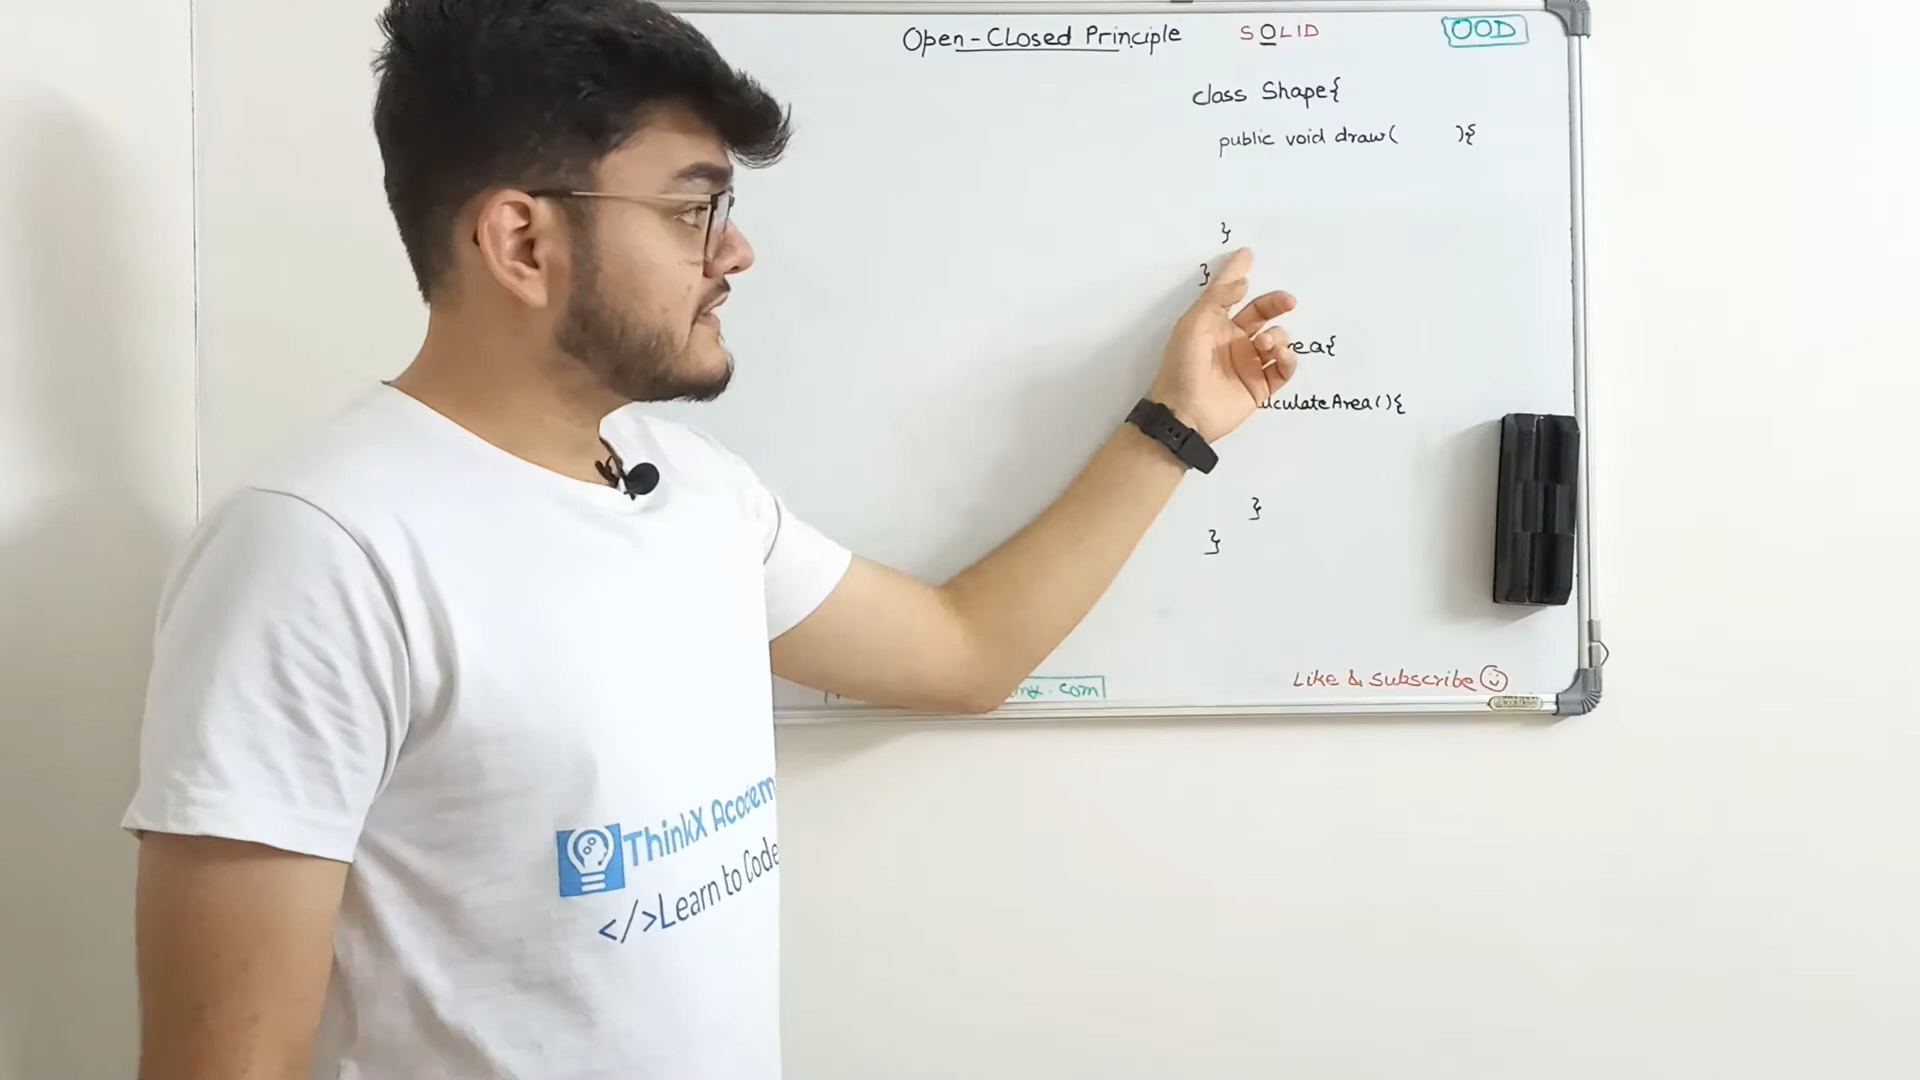 Open-Closed Principle SOLID OOD
class Shape{
public void draw( ){
}
}
rea{
lculateArea(){
}
}
.com
Like & Subscribe
ThinkX Academ
</>Learn to Code